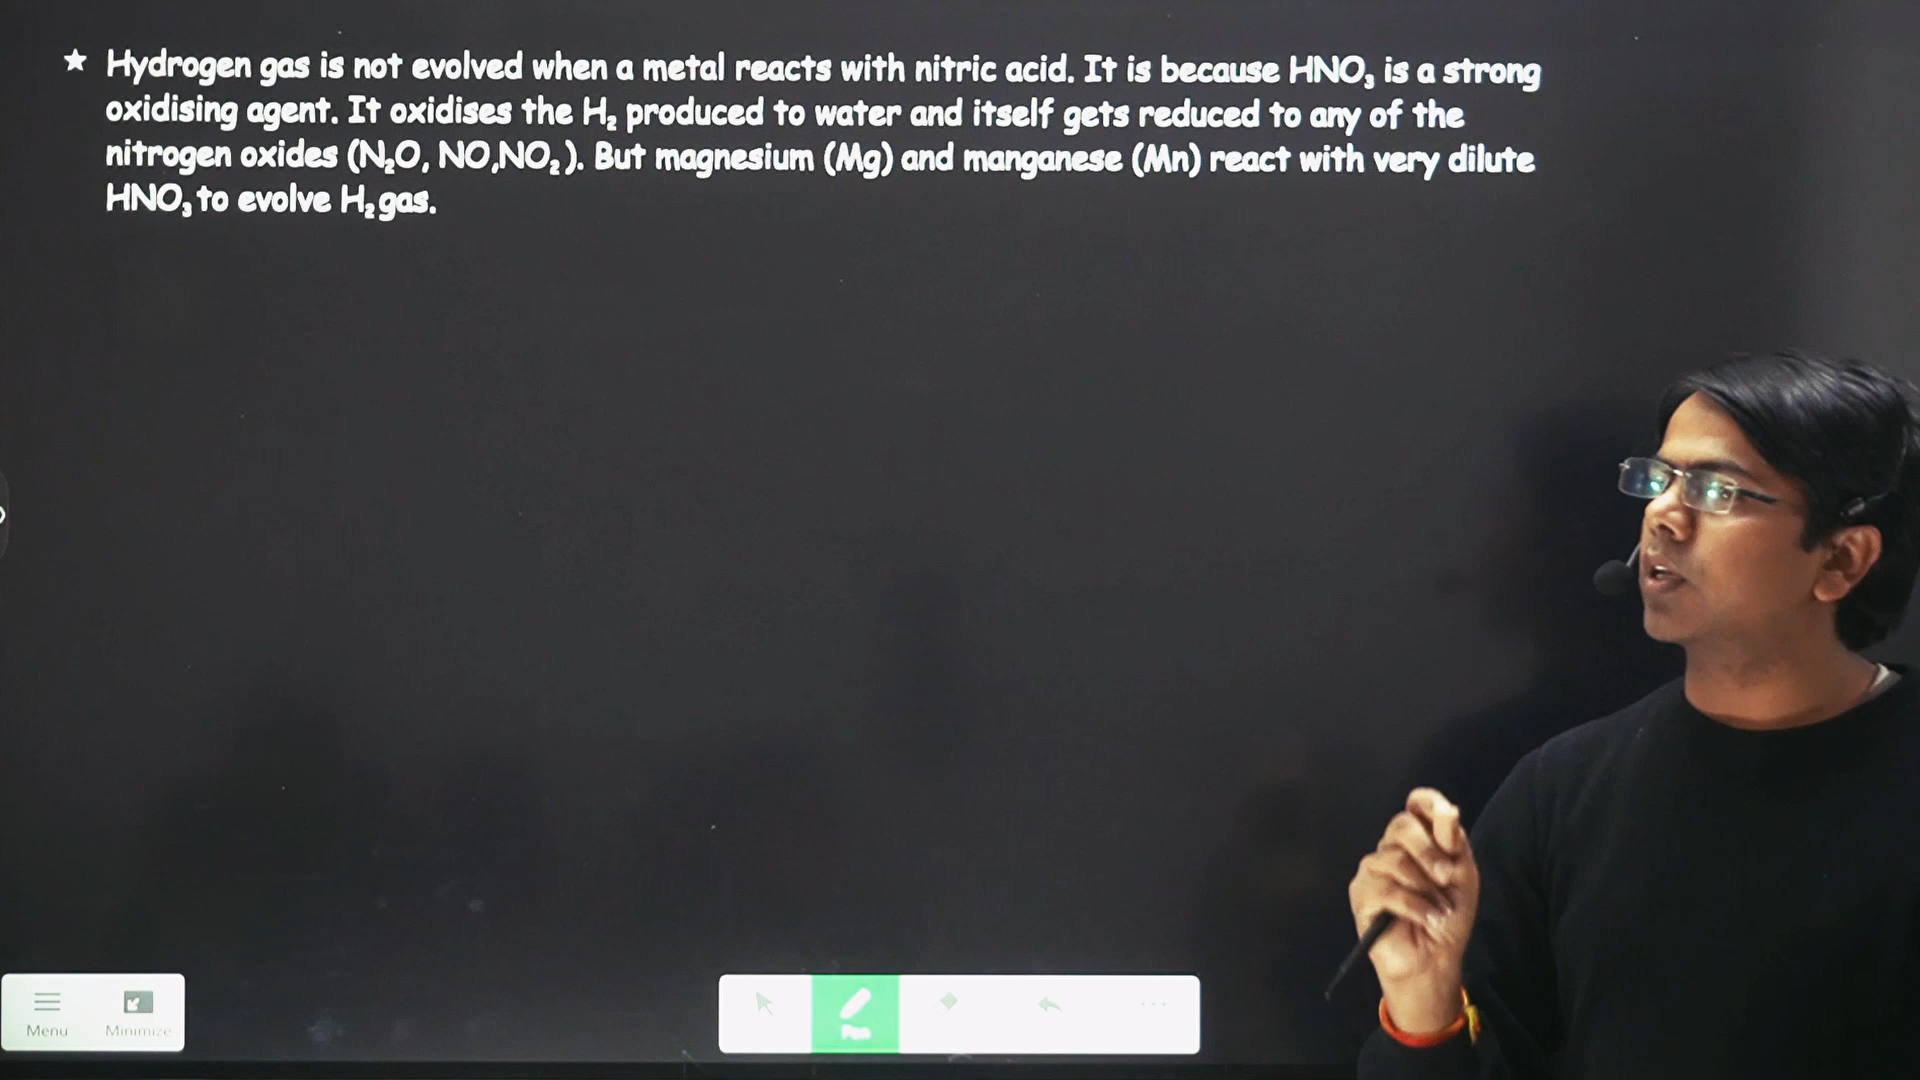 ★ Hydrogen gas is not evolved when a metal reacts with nitric acid. It is because HNO₃ is a strong
oxidising agent. It oxidises the H₂ produced to water and itself gets reduced to any of the
nitrogen oxides (N₂O, NO,NO₂). But magnesium (Mg) and manganese (Mn) react with very dilute
HNO₃ to evolve H₂ gas.
Menu Minimize
Pen